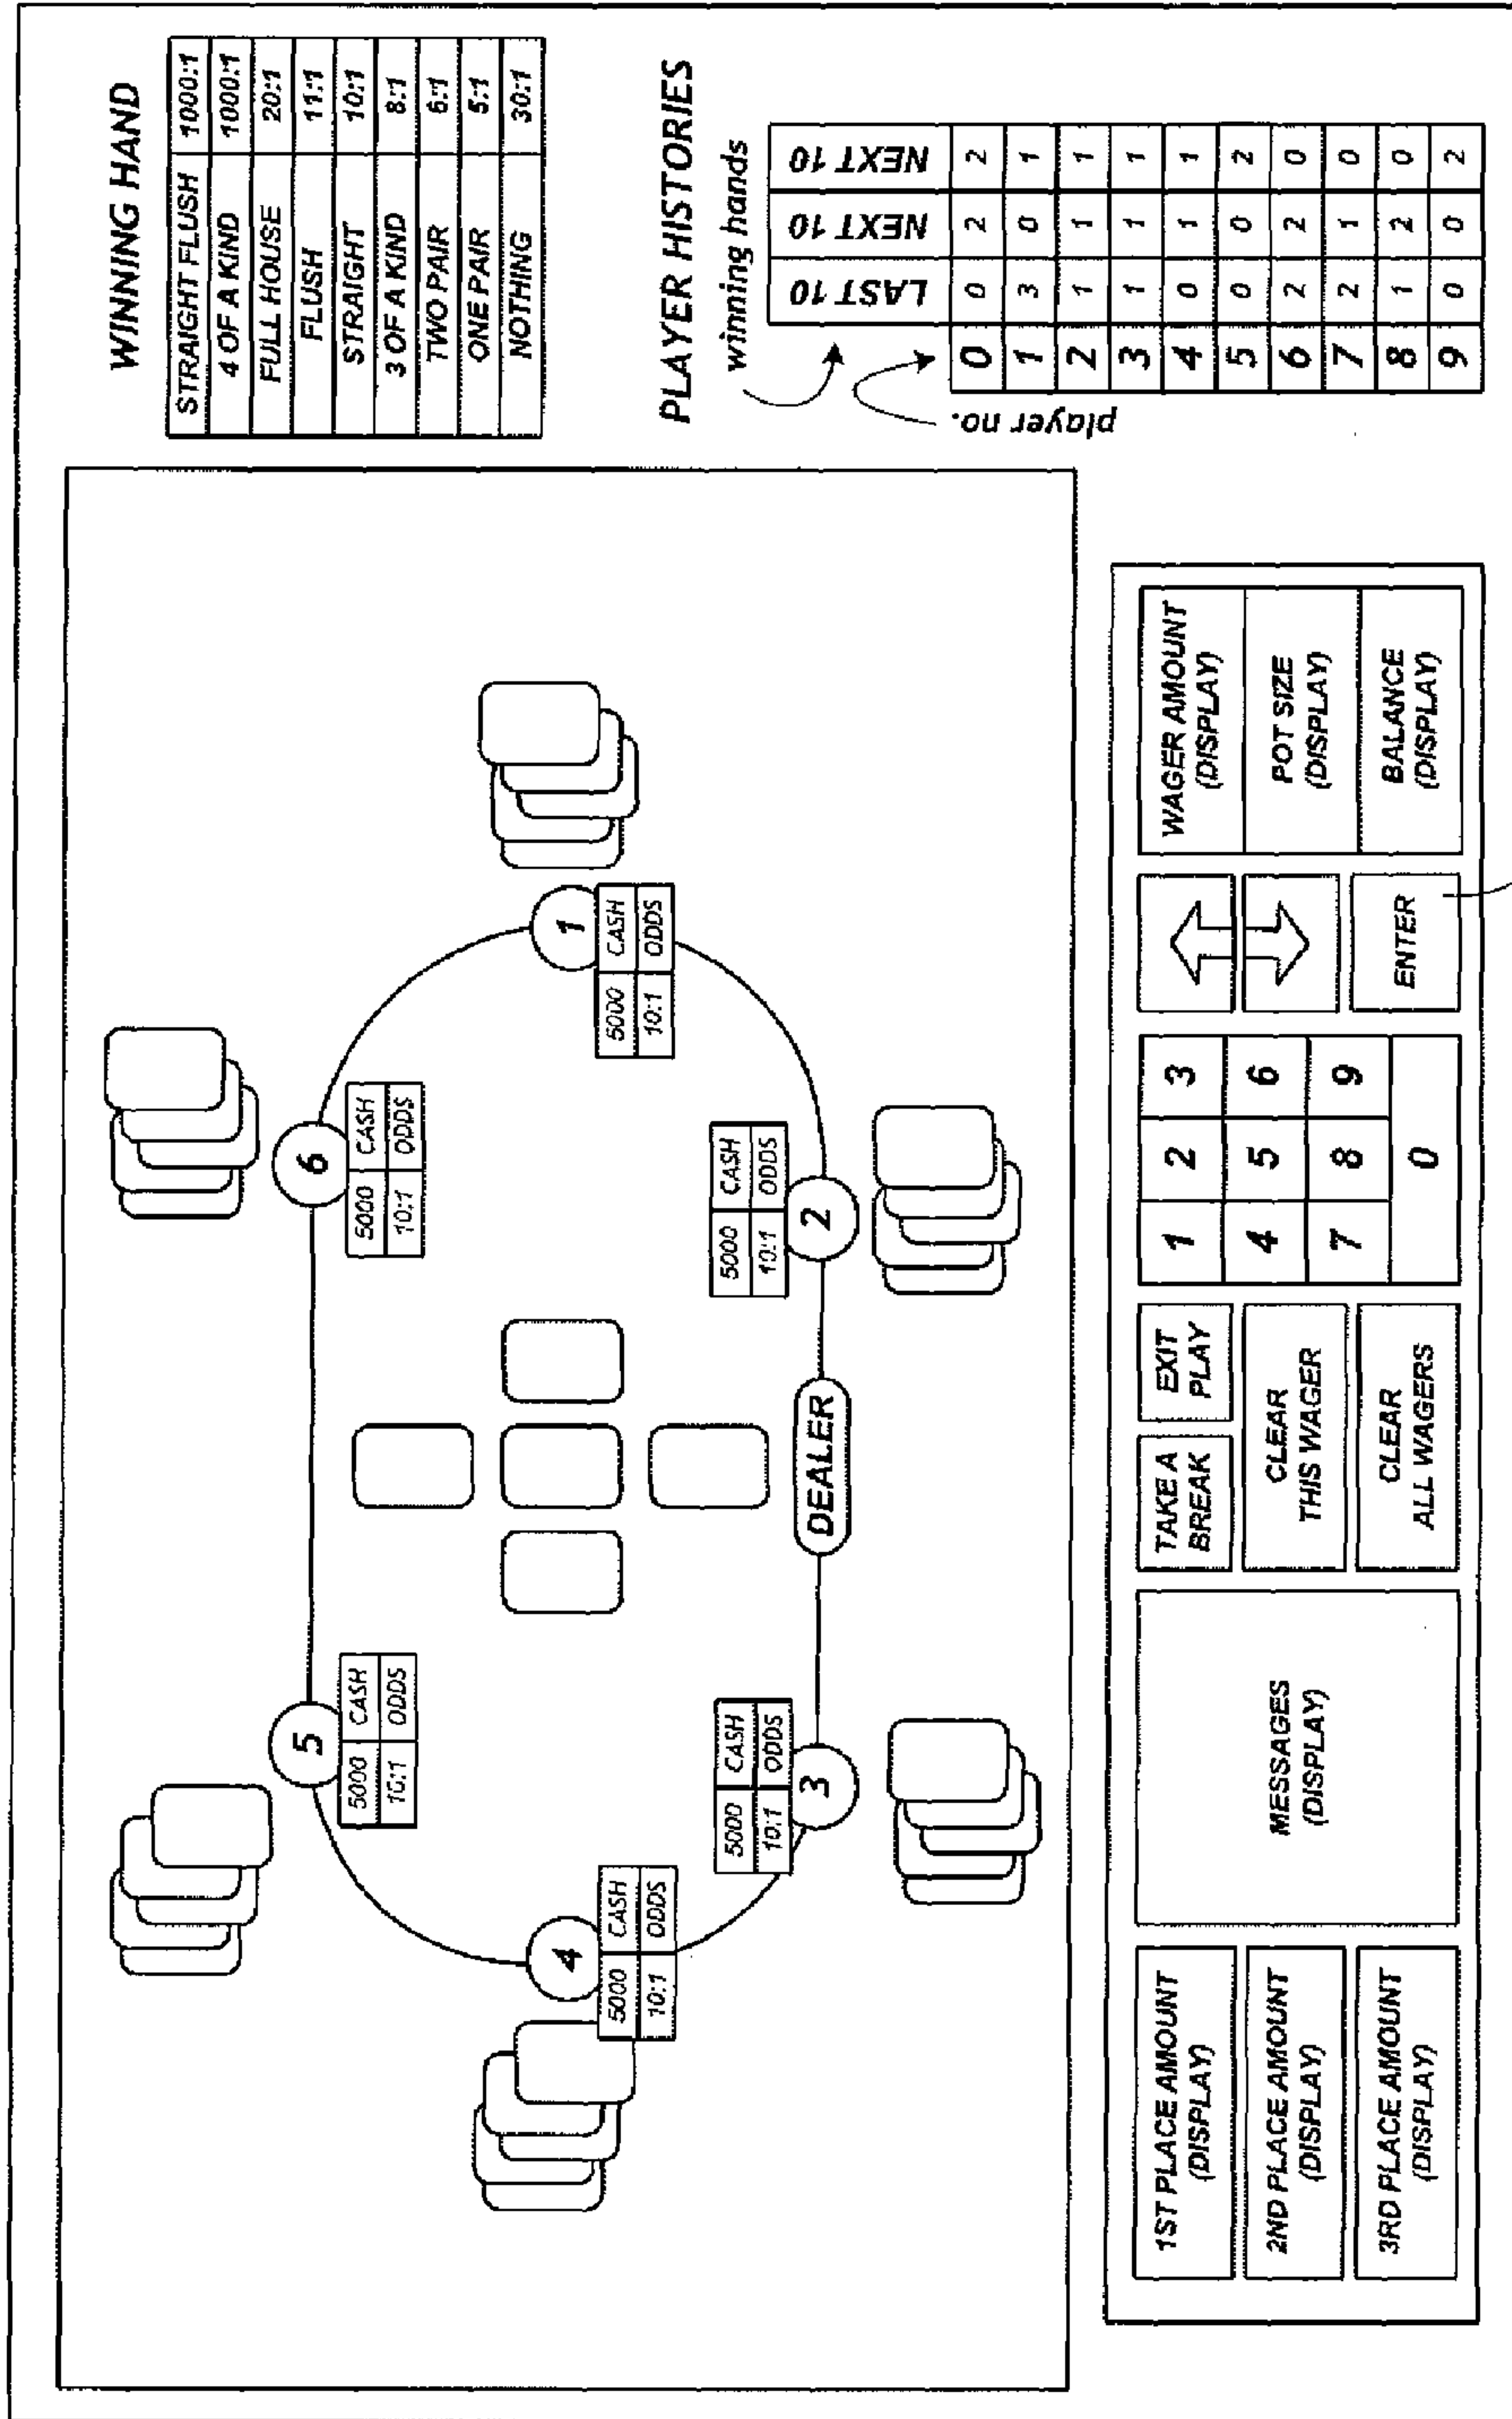 WINNING HAND
STRAIGHT FLUSH 1000:1
4 OF A KIND 1000:1
FULL HOUSE 20:1
FLUSH 11:1
STRAIGHT 10:1
3 OF A KIND 8:1
TWO PAIR 6:1
ONE PAIR 5:1
NOTHING 30:1
PLAYER HISTORIES
winning hands
player no.
LAST 10 NEXT 10 NEXT 10
0 0 2 2
1 3 0 1
2 1 1 1
3 1 1 1
4 0 1 1
5 0 0 2
6 2 2 0
7 2 1 0
8 1 2 0
9 0 0 2
5
5000 CASH
10:1 ODDS
6
5000 CASH
10:1 ODDS
4
5000 CASH
10:1 ODDS
1
5000 CASH
10:1 ODDS
5000 CASH
10:1 ODDS
3
DEALER
5000 CASH
10:1 ODDS
2
1ST PLACE AMOUNT
(DISPLAY)
2ND PLACE AMOUNT
(DISPLAY)
3RD PLACE AMOUNT
(DISPLAY)
MESSAGES
(DISPLAY)
TAKE A
BREAK
EXIT
PLAY
CLEAR
THIS WAGER
CLEAR
ALL WAGERS
1 2 3
4 5 6
7 8 9
0
ENTER
WAGER AMOUNT
(DISPLAY)
POT SIZE
(DISPLAY)
BALANCE
(DISPLAY)